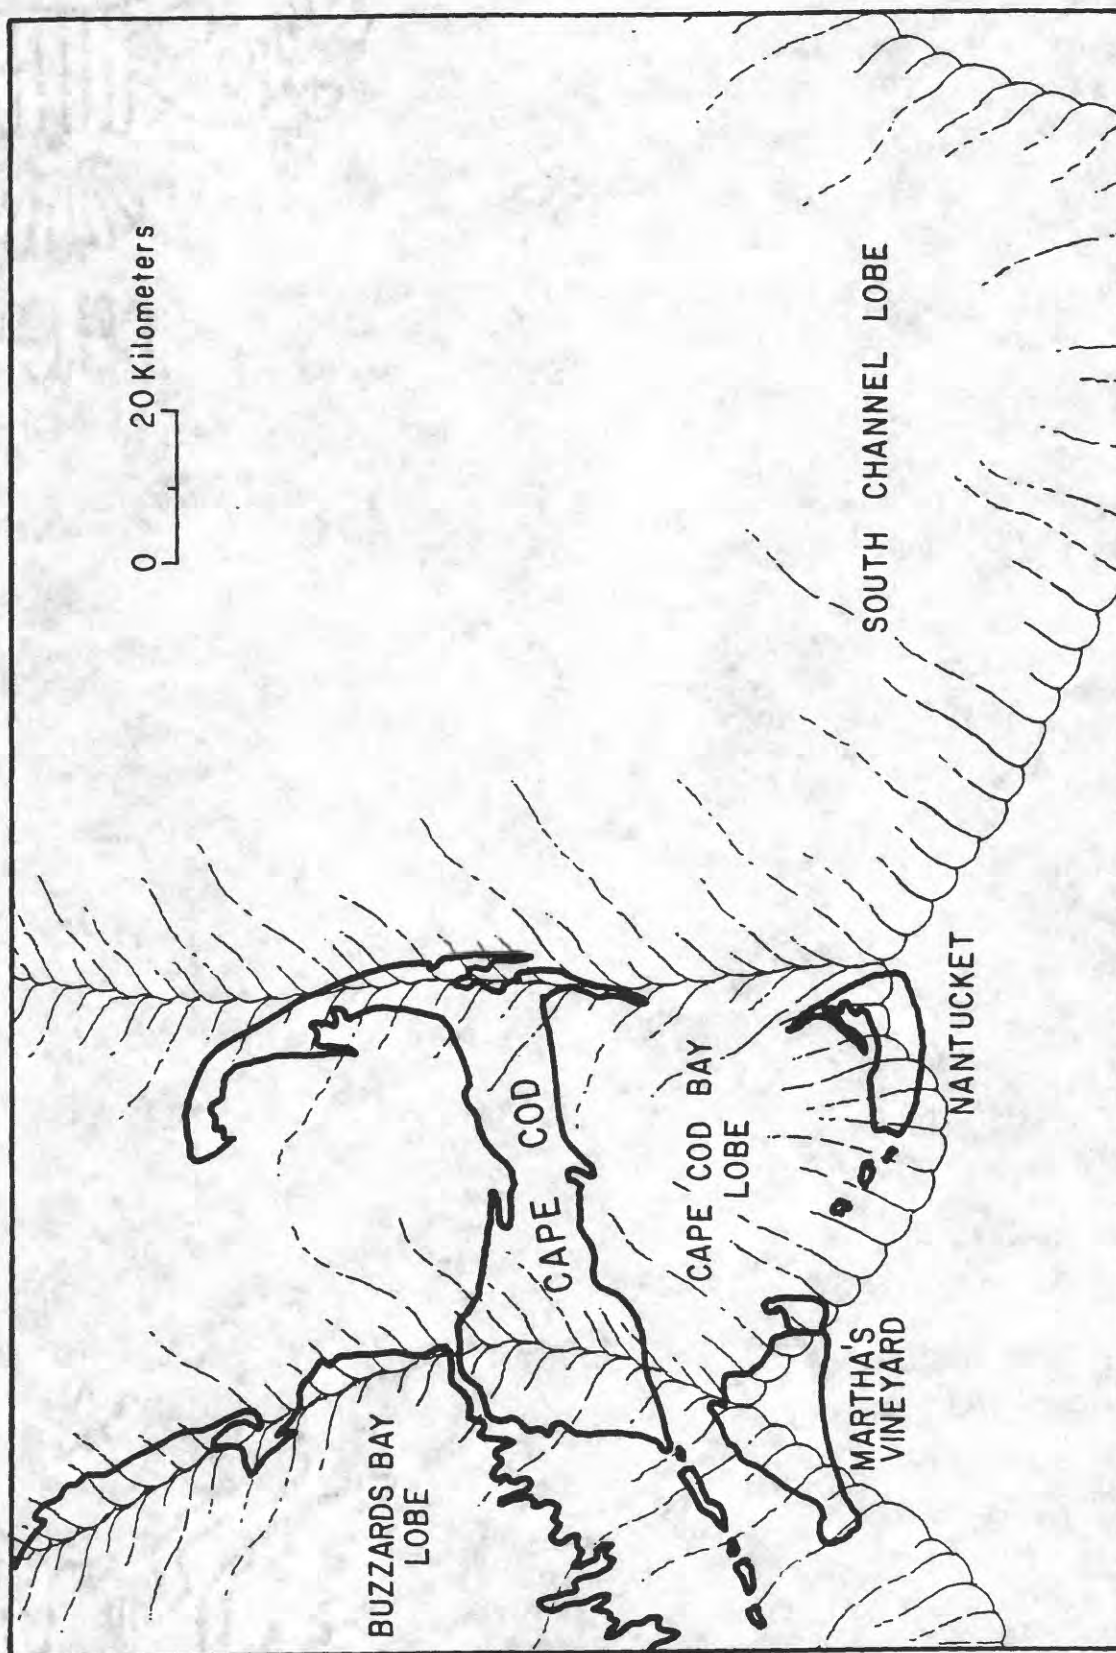 0 20 Kilometers
BUZZARDS BAY
LOBE
CAPE COD
CAPE COD BAY
LOBE
SOUTH CHANNEL LOBE
MARTHA'S
VINEYARD
NANTUCKET